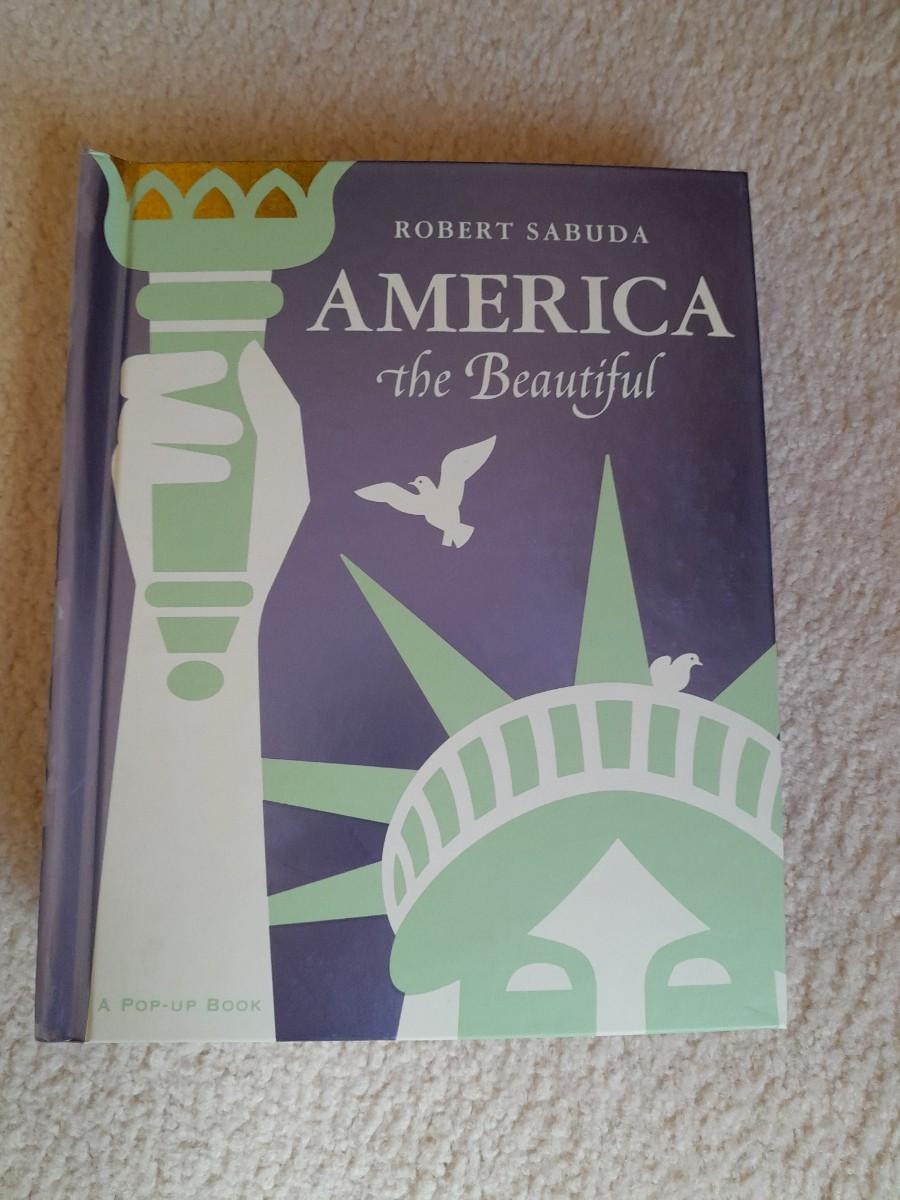 ROBERT SABUDA
AMERICA
the Beautiful
A POP-UP BOOK